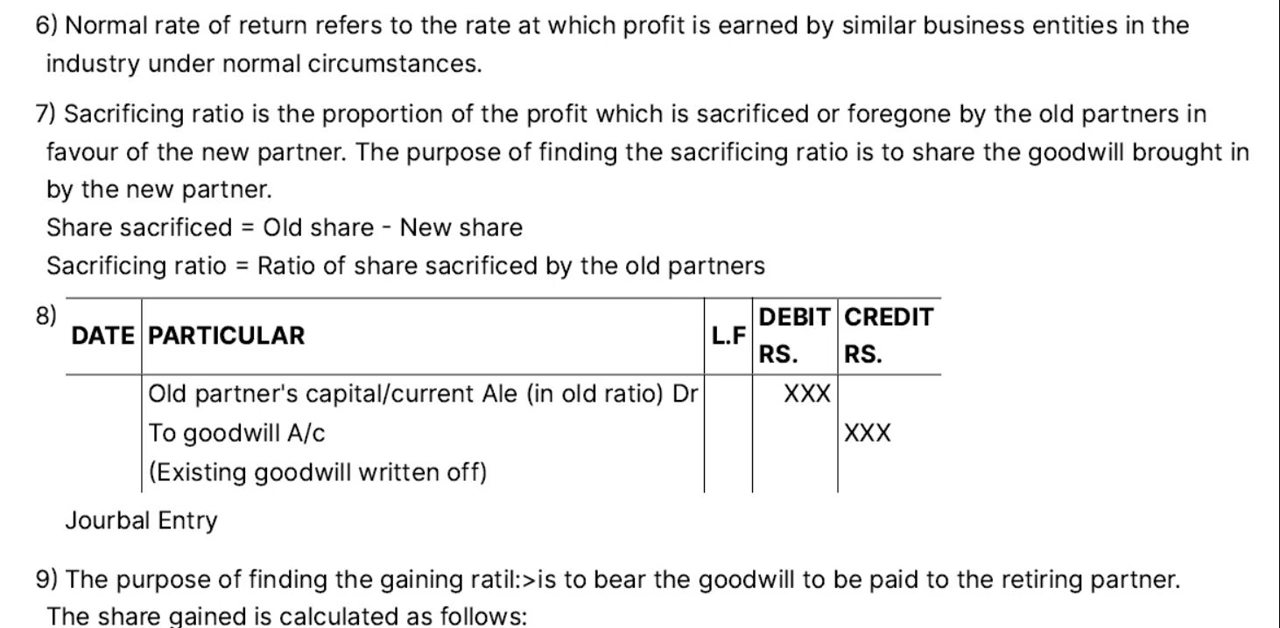 6) Normal rate of return refers to the rate at which profit is earned by similar business entities in the
industry under normal circumstances.
7) Sacrificing ratio is the proportion of the profit which is sacrificed or foregone by the old partners in
favour of the new partner. The purpose of finding the sacrificing ratio is to share the goodwill brought in
by the new partner.
Share sacrificed = Old share - New share
Sacrificing ratio = Ratio of share sacrificed by the old partners
8)
DATE PARTICULAR L.F DEBIT RS. CREDIT RS.
Old partner's capital/current Ale (in old ratio) Dr XXX
To goodwill A/c XXX
(Existing goodwill written off)
Jourbal Entry
9) The purpose of finding the gaining ratil:>is to bear the goodwill to be paid to the retiring partner.
The share gained is calculated as follows: